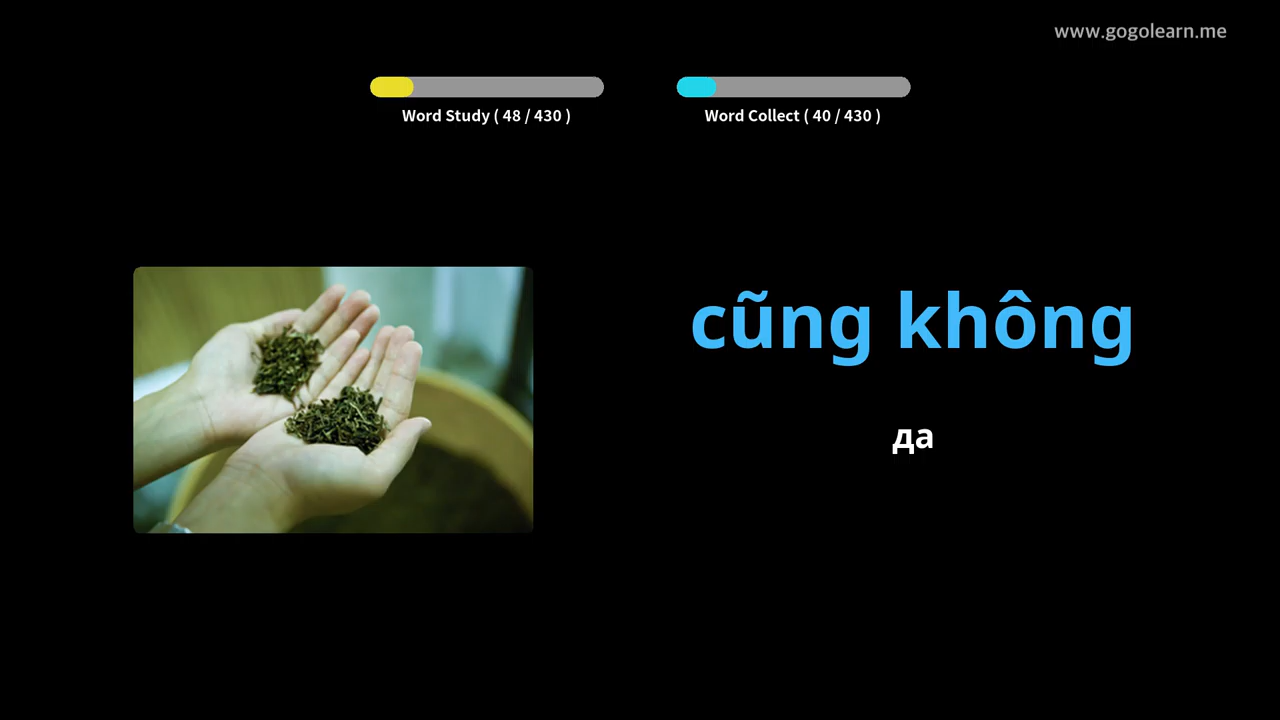 www.gogolearn.me
Word Study ( 48 / 430 )
Word Collect ( 40 / 430 )
cũng không
да